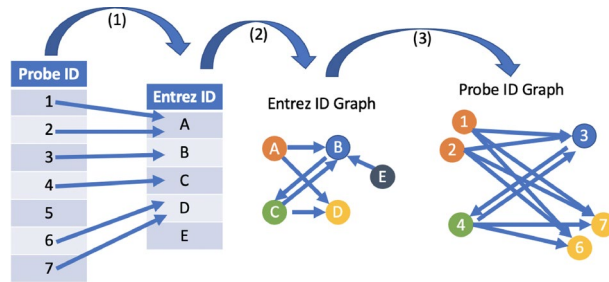 (1)
(2)
(3)
Probe ID
1
2
3
4
5
6
7
Entrez ID
A
B
C
D
E
Entrez ID Graph
A
B
E
C
D
Probe ID Graph
1
2
3
4
7
6